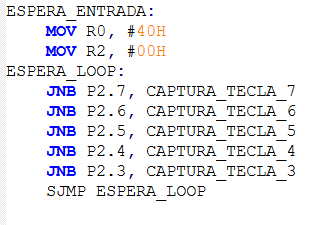 ESPERA_ENTRADA:
MOV R0, #40H
MOV R2, #00H
ESPERA_LOOP:
JNB P2.7, CAPTURA_TECLA_7
JNB P2.6, CAPTURA_TECLA_6
JNB P2.5, CAPTURA_TECLA_5
JNB P2.4, CAPTURA_TECLA_4
JNB P2.3, CAPTURA_TECLA_3
SJMP ESPERA_LOOP